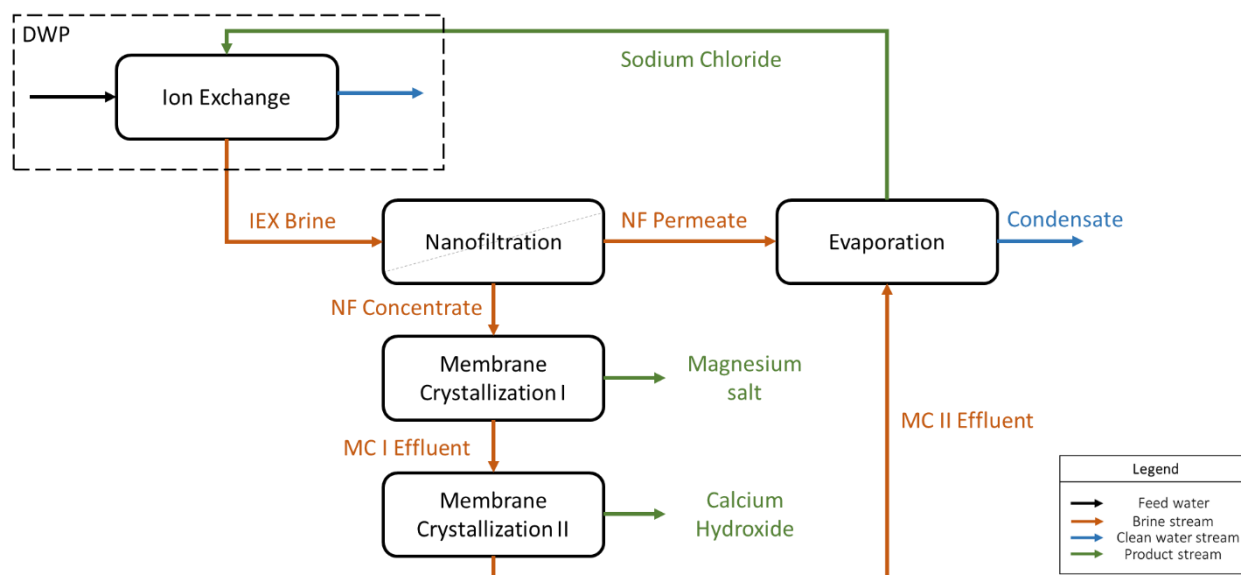 DWP
Sodium Chloride
Ion Exchange
IEX Brine
Nanofiltration
NF Permeate
Evaporation
Condensate
NF Concentrate
Membrane
Crystallization I
Magnesium
salt
MC I Effluent
MC II Effluent
Membrane
Crystallization II
Calcium
Hydroxide
Legend
Feed water
Brine stream
Clean water stream
Product stream